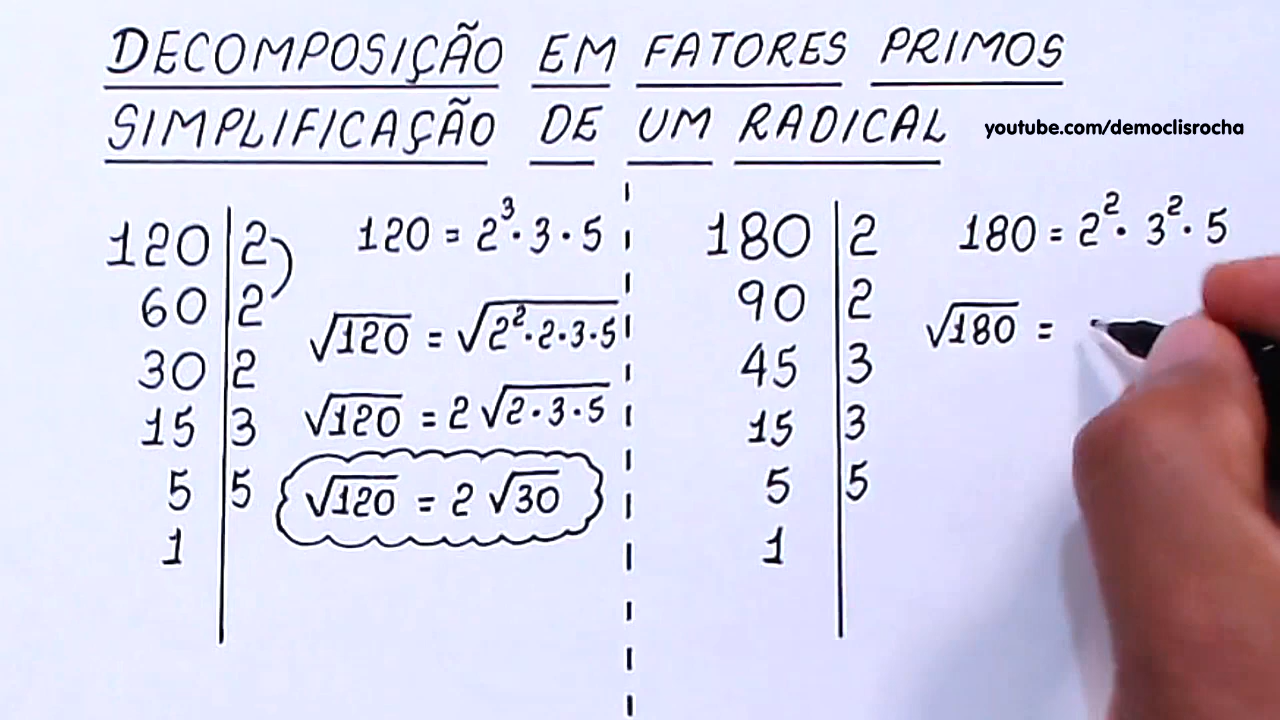 DECOMPOSIÇÃO EM FATORES PRIMOS
SIMPLIFICAÇÃO DE UM RADICAL
youtube.com/democlisrocha
120 | 2
60 | 2
30 | 2
15 | 3
5 | 5
1
120 = 2³ · 3 · 5
√120 = √2² · 2 · 3 · 5
√120 = 2 √2 · 3 · 5
√120 = 2 √30
180 | 2
90 | 2
45 | 3
15 | 3
5 | 5
1
180 = 2² · 3² · 5
√180 =